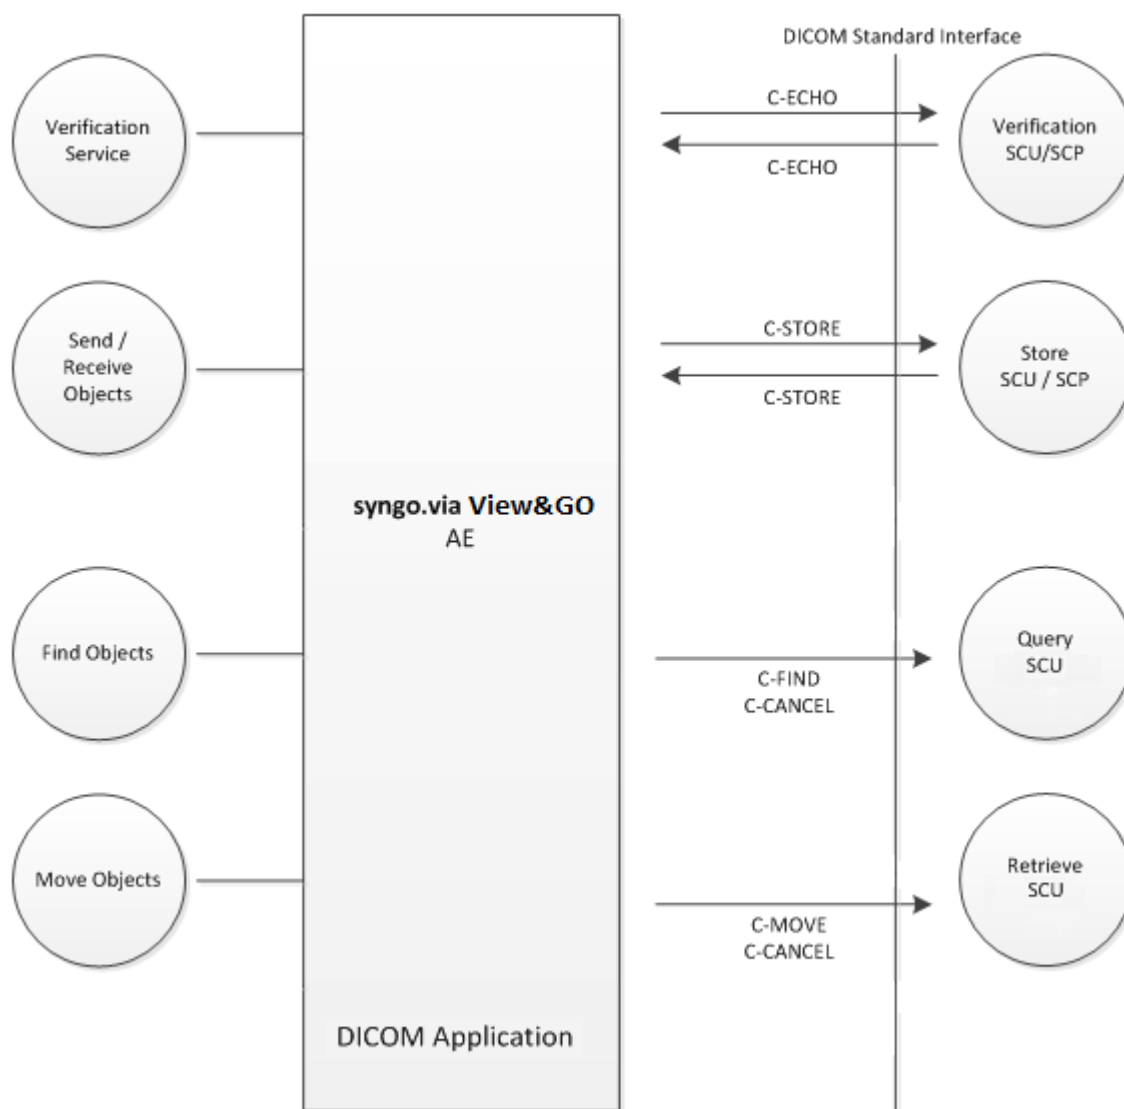 DICOM Standard Interface
Verification
Service
C-ECHO
C-ECHO
Verification
SCU/SCP
Send /
Receive
Objects
C-STORE
C-STORE
Store
SCU / SCP
syngo.via View&GO
AE
Find Objects
C-FIND
C-CANCEL
Query
SCU
Move Objects
C-MOVE
C-CANCEL
Retrieve
SCU
DICOM Application